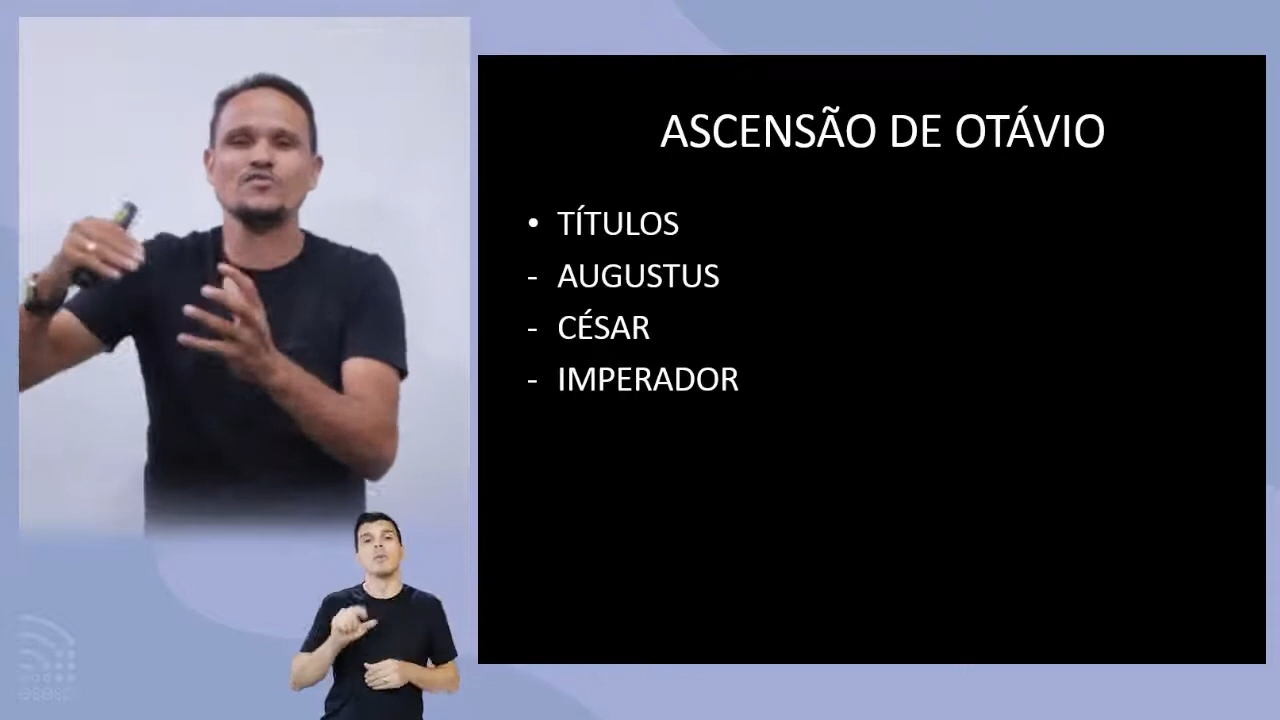 ASCENSÃO DE OTÁVIO
• TÍTULOS
- AUGUSTUS
- CÉSAR
- IMPERADOR